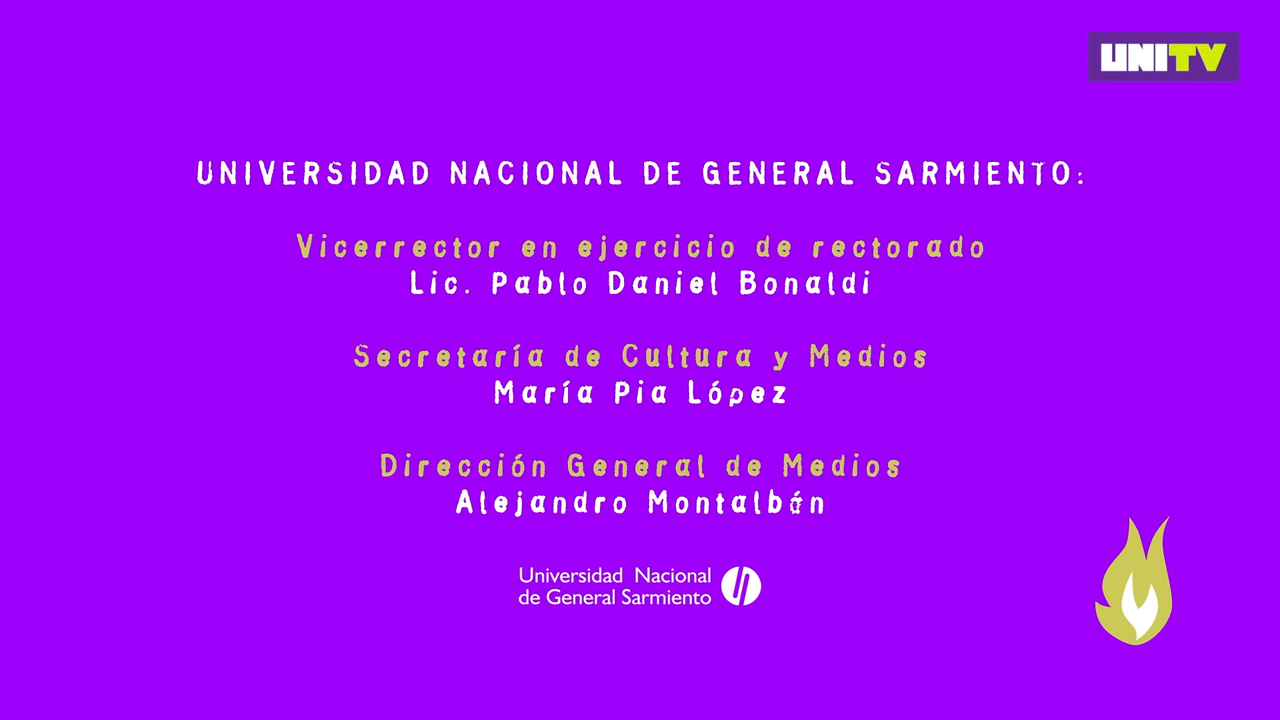 UNITV
UNIVERSIDAD NACIONAL DE GENERAL SARMIENTO:
Vicerrector en ejercicio de rectorado
Lic. Pablo Daniel Bonaldi
Secretaría de Cultura y Medios
María Pia López
Dirección General de Medios
Alejandro Montalbán
Universidad Nacional
de General Sarmiento